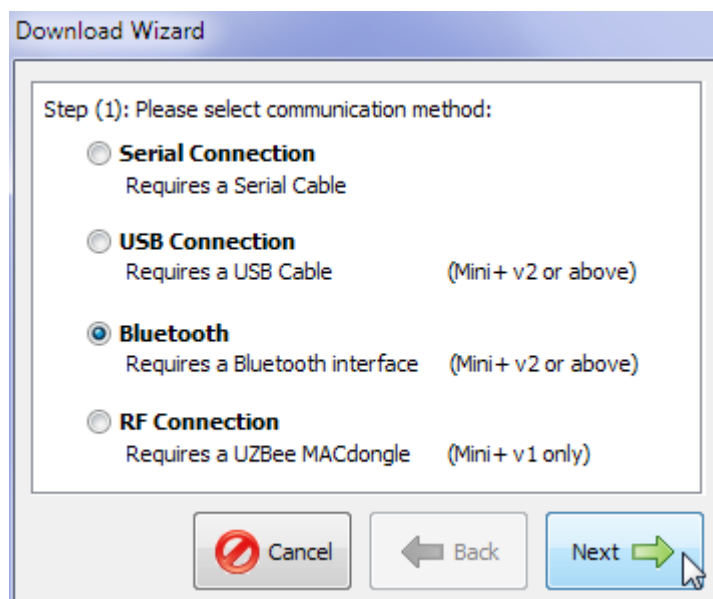 Download Wizard
Step (1): Please select communication method:
Serial Connection
Requires a Serial Cable
USB Connection
Requires a USB Cable (Mini+ v2 or above)
Bluetooth
Requires a Bluetooth interface (Mini+ v2 or above)
RF Connection
Requires a UZBee MACdongle (Mini+ v1 only)
Cancel Back Next